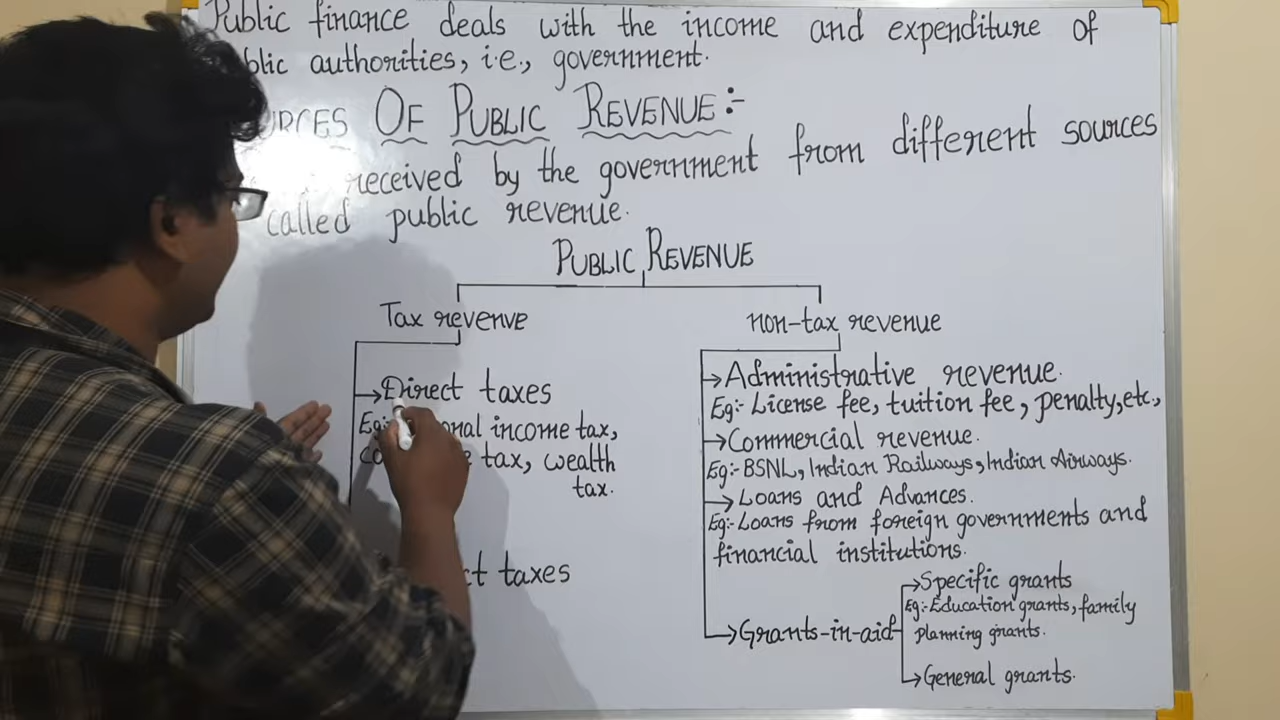 Public finance deals with the income and expenditure of
authorities, i.e., government.
OF PUBLIC REVENUE:-
received by the government from different sources
called public revenue.
PUBLIC REVENUE
Tax revenue
non-tax revenue
Direct taxes
Eg:- income tax,
tax, wealth
tax.
taxes
Administrative revenue.
Eg:- License fee, tuition fee, penalty, etc.,
Commercial revenue.
Eg:- BSNL, Indian Railways, Indian Airways.
Loans and Advances.
Eg:- Loans from foreign governments and
financial institutions.
Grants-in-aid
Specific grants
Eg:- Education grants, family
planning grants.
General grants.